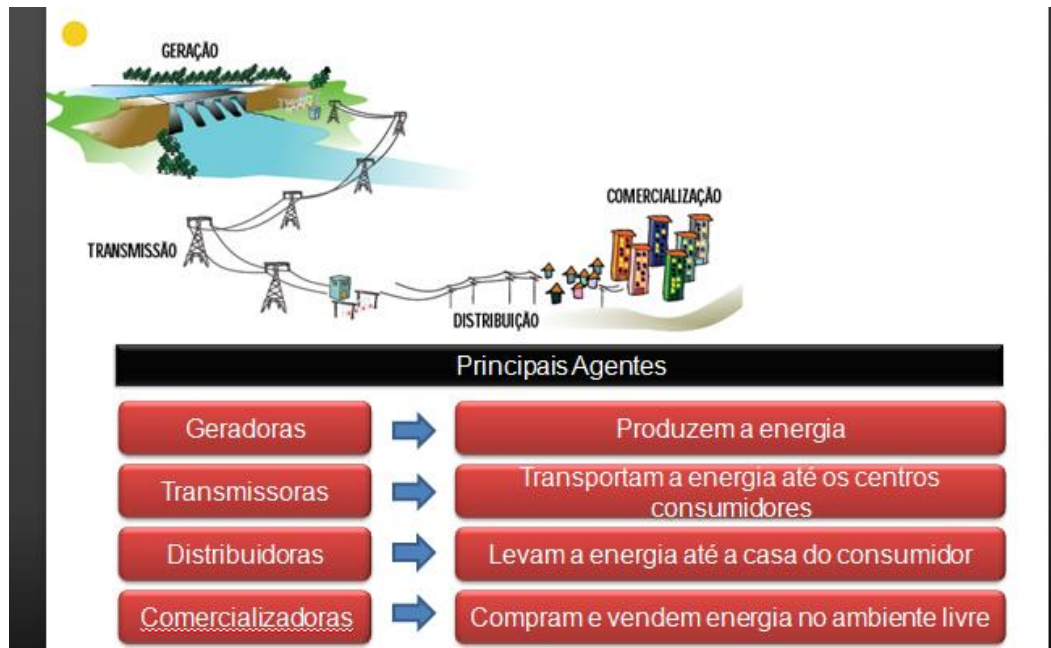 GERAÇÃO
COMERCIALIZAÇÃO
TRANSMISSÃO
DISTRIBUIÇÃO
Principais Agentes
Geradoras
Produzem a energia
Transmissoras
Transportam a energia até os centros
consumidores
Distribuidoras
Levam a energia até a casa do consumidor
Comercializadoras
Compram e vendem energia no ambiente livre